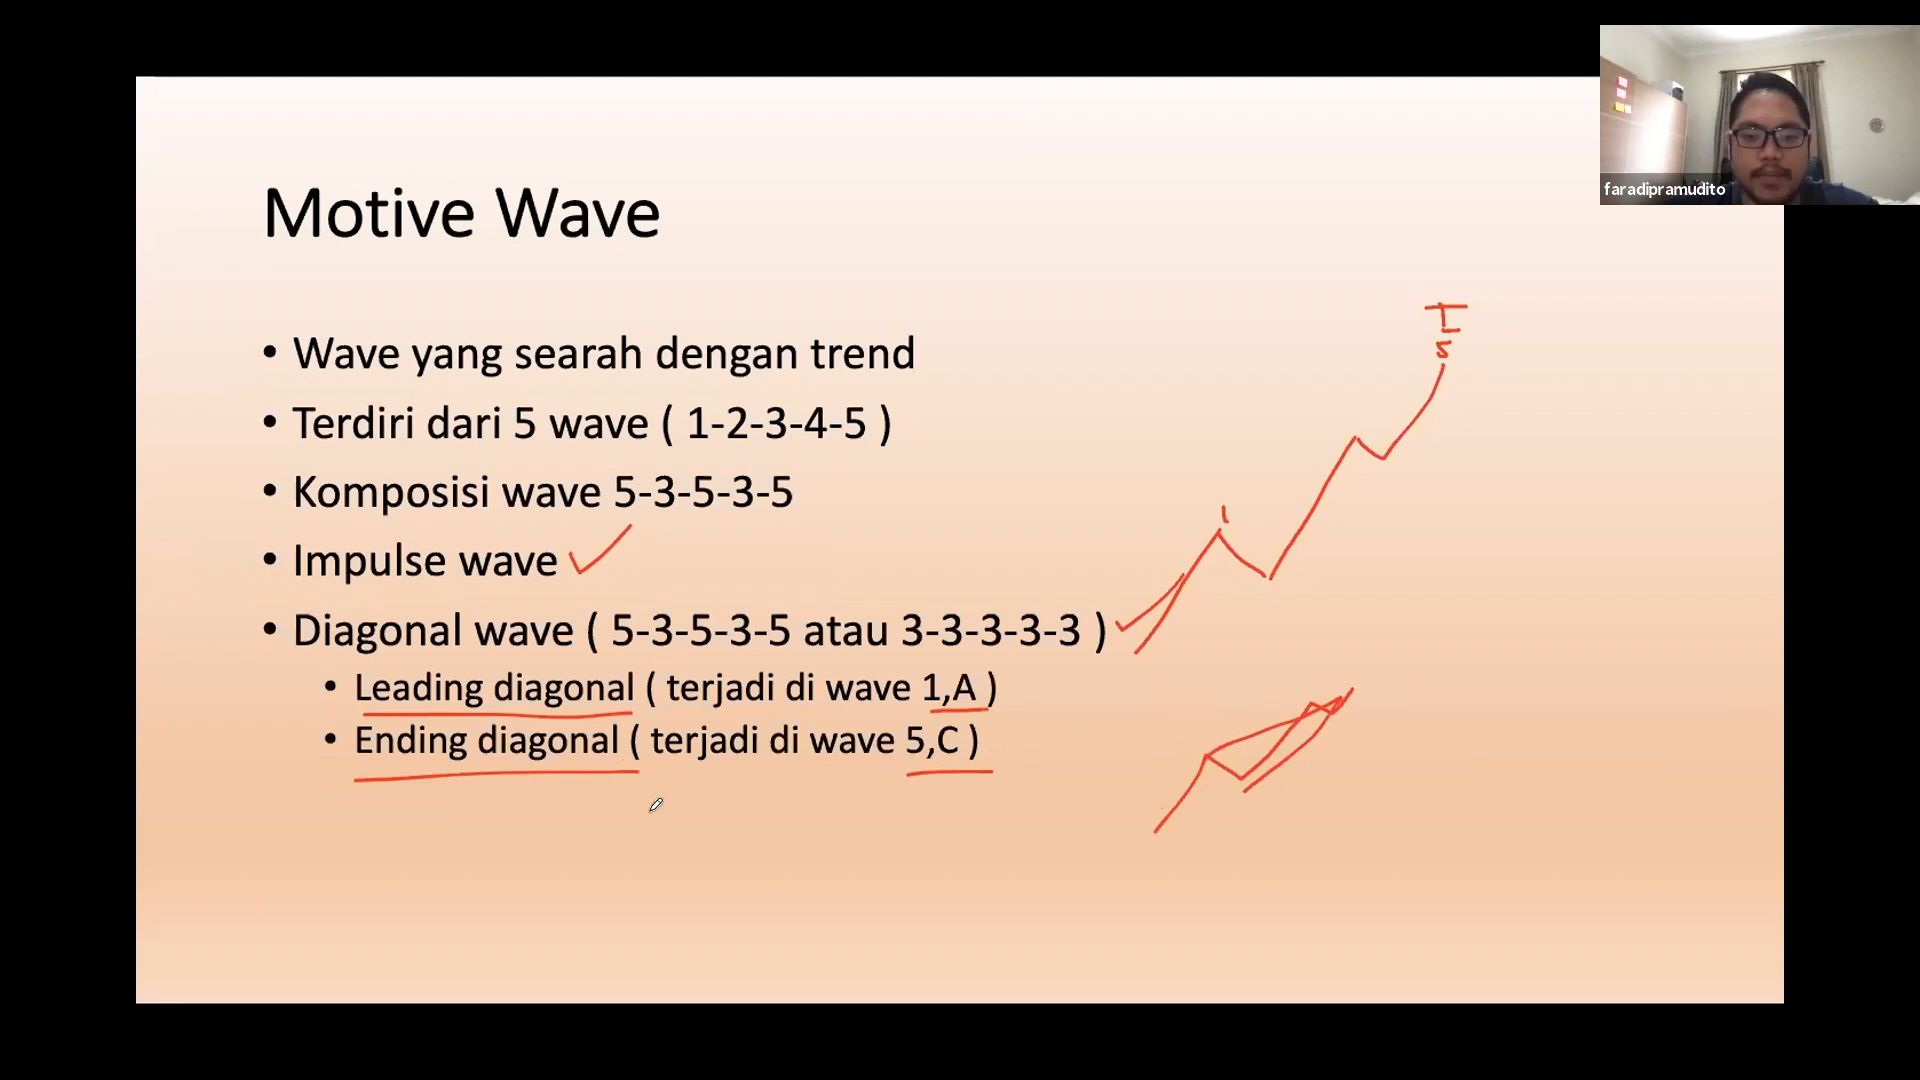 faradipramudito
Motive Wave
• Wave yang searah dengan trend
• Terdiri dari 5 wave ( 1-2-3-4-5 )
• Komposisi wave 5-3-5-3-5
• Impulse wave
• Diagonal wave ( 5-3-5-3-5 atau 3-3-3-3-3 )
• Leading diagonal ( terjadi di wave 1,A )
• Ending diagonal ( terjadi di wave 5,C )
I
5
1